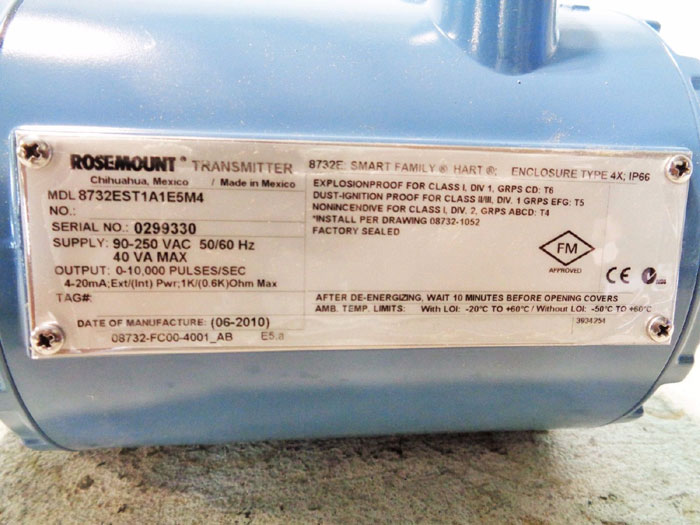 ROSEMOUNT® TRANSMITTER
Chihuahua, Mexico / Made in Mexico
MDL 8732EST1A1E5M4
NO.:
SERIAL NO.: 0299330
SUPPLY: 90-250 VAC 50/60 Hz
40 VA MAX
OUTPUT: 0-10,000 PULSES/SEC
4-20mA;Ext/(Int) Pwr;1K/(0.6K)Ohm Max
TAG#:
DATE OF MANUFACTURE: (06-2010)
08732-FC00-4001_AB E5.8
8732E: SMART FAMILY ® HART ®; ENCLOSURE TYPE 4X; IP66
EXPLOSIONPROOF FOR CLASS I, DIV 1, GRPS CD: T6
DUST-IGNITION PROOF FOR CLASS II/III, DIV. 1 GRPS EFG: T5
NONINCENDIVE FOR CLASS I, DIV. 2, GRPS ABCD: T4
*INSTALL PER DRAWING 08732-1052
FACTORY SEALED
FM
APPROVED
CE
AFTER DE-ENERGIZING, WAIT 10 MINUTES BEFORE OPENING COVERS
AMB. TEMP. LIMITS: With LOI: -20°C TO +60°C / Without LOI: -50°C TO +60°C
3934254